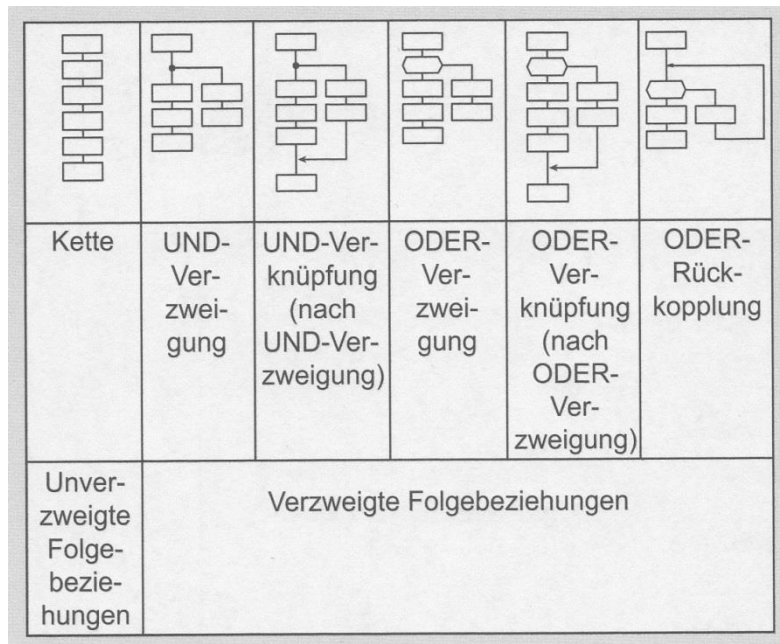 Kette
UND-
Ver-
zwei-
gung
UND-Ver-
knüpfung
(nach
UND-Ver-
zweigung)
ODER-
Ver-
zwei-
gung
ODER-
Ver-
knüpfung
(nach
ODER-
Ver-
zweigung)
ODER-
Rück-
kopplung
Unver-
zweigte
Folge-
bezie-
hungen
Verzweigte Folgebeziehungen